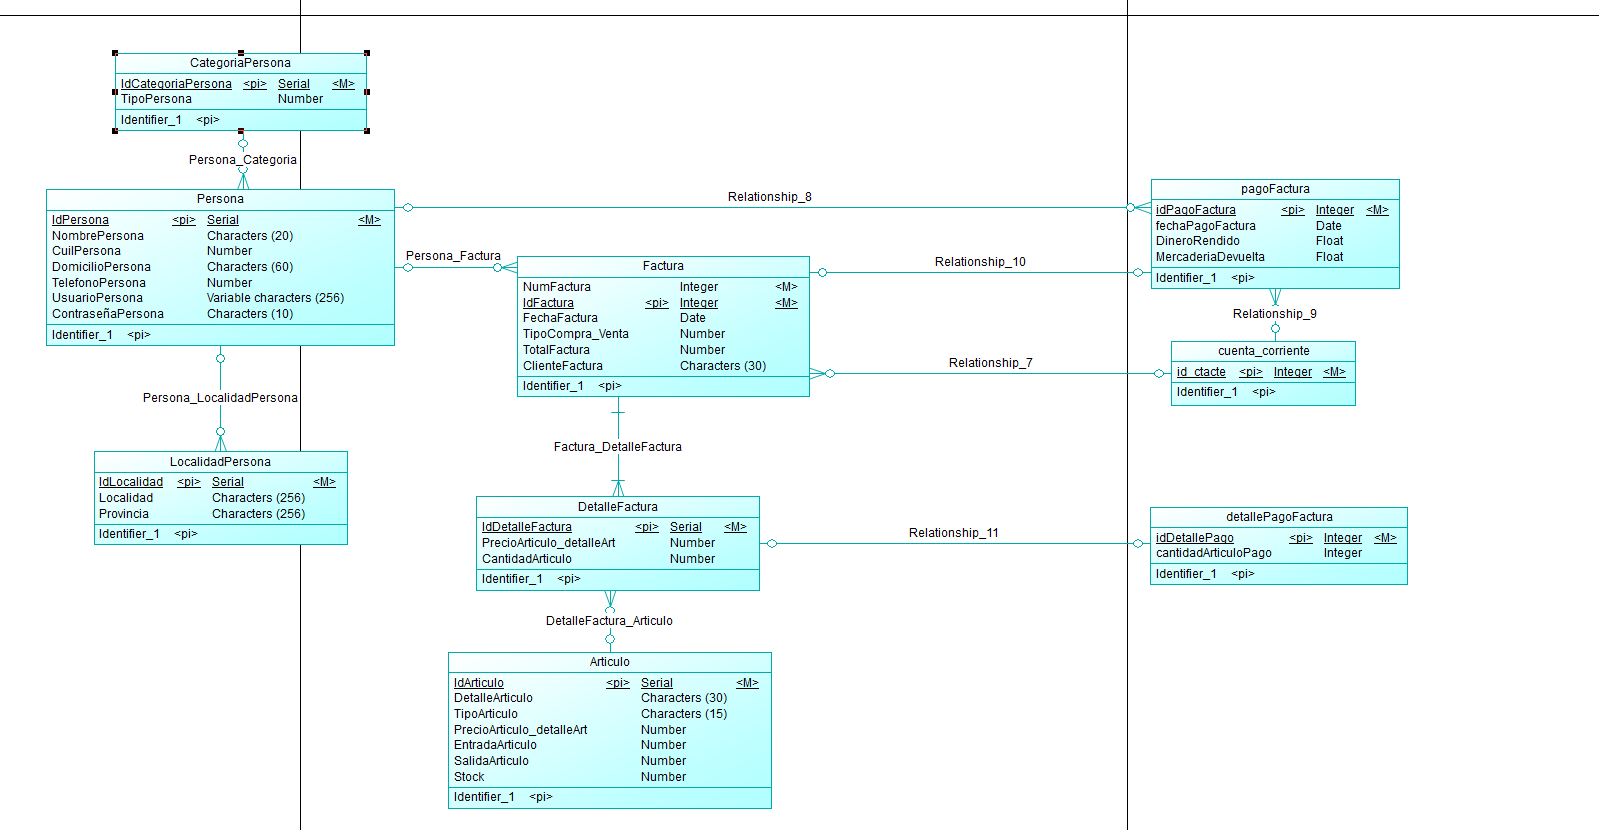 CategoriaPersona
IdCategoriaPersona <pi> Serial <M>
TipoPersona Number
Identifier_1 <pi>
Persona_Categoria
Persona
IdPersona <pi> Serial <M>
NombrePersona Characters (20)
CuilPersona Number
DomicilioPersona Characters (60)
TelefonoPersona Number
UsuarioPersona Variable characters (256)
ContraseñaPersona Characters (10)
Identifier_1 <pi>
Persona_LocalidadPersona
LocalidadPersona
IdLocalidad <pi> Serial <M>
Localidad Characters (256)
Provincia Characters (256)
Identifier_1 <pi>
Relationship_8
Persona_Factura
Factura
NumFactura Integer <M>
IdFactura <pi> Integer <M>
FechaFactura Date
TipoCompra_Venta Number
TotalFactura Number
ClienteFactura Characters (30)
Identifier_1 <pi>
Factura_DetalleFactura
DetalleFactura
IdDetalleFactura <pi> Serial <M>
PrecioArticulo_detalleArt Number
CantidadArticulo Number
Identifier_1 <pi>
DetalleFactura_Articulo
Articulo
IdArticulo <pi> Serial <M>
DetalleArticulo Characters (30)
TipoArticulo Characters (15)
PrecioArticulo_detalleArt Number
EntradaArticulo Number
SalidaArticulo Number
Stock Number
Identifier_1 <pi>
Relationship_10
Relationship_7
Relationship_11
pagoFactura
idPagoFactura <pi> Integer <M>
fechaPagoFactura Date
DineroRendido Float
MercaderiaDevuelta Float
Identifier_1 <pi>
Relationship_9
cuenta_corriente
id_ctacte <pi> Integer <M>
Identifier_1 <pi>
detallePagoFactura
idDetallePago <pi> Integer <M>
cantidadArticuloPago Integer
Identifier_1 <pi>